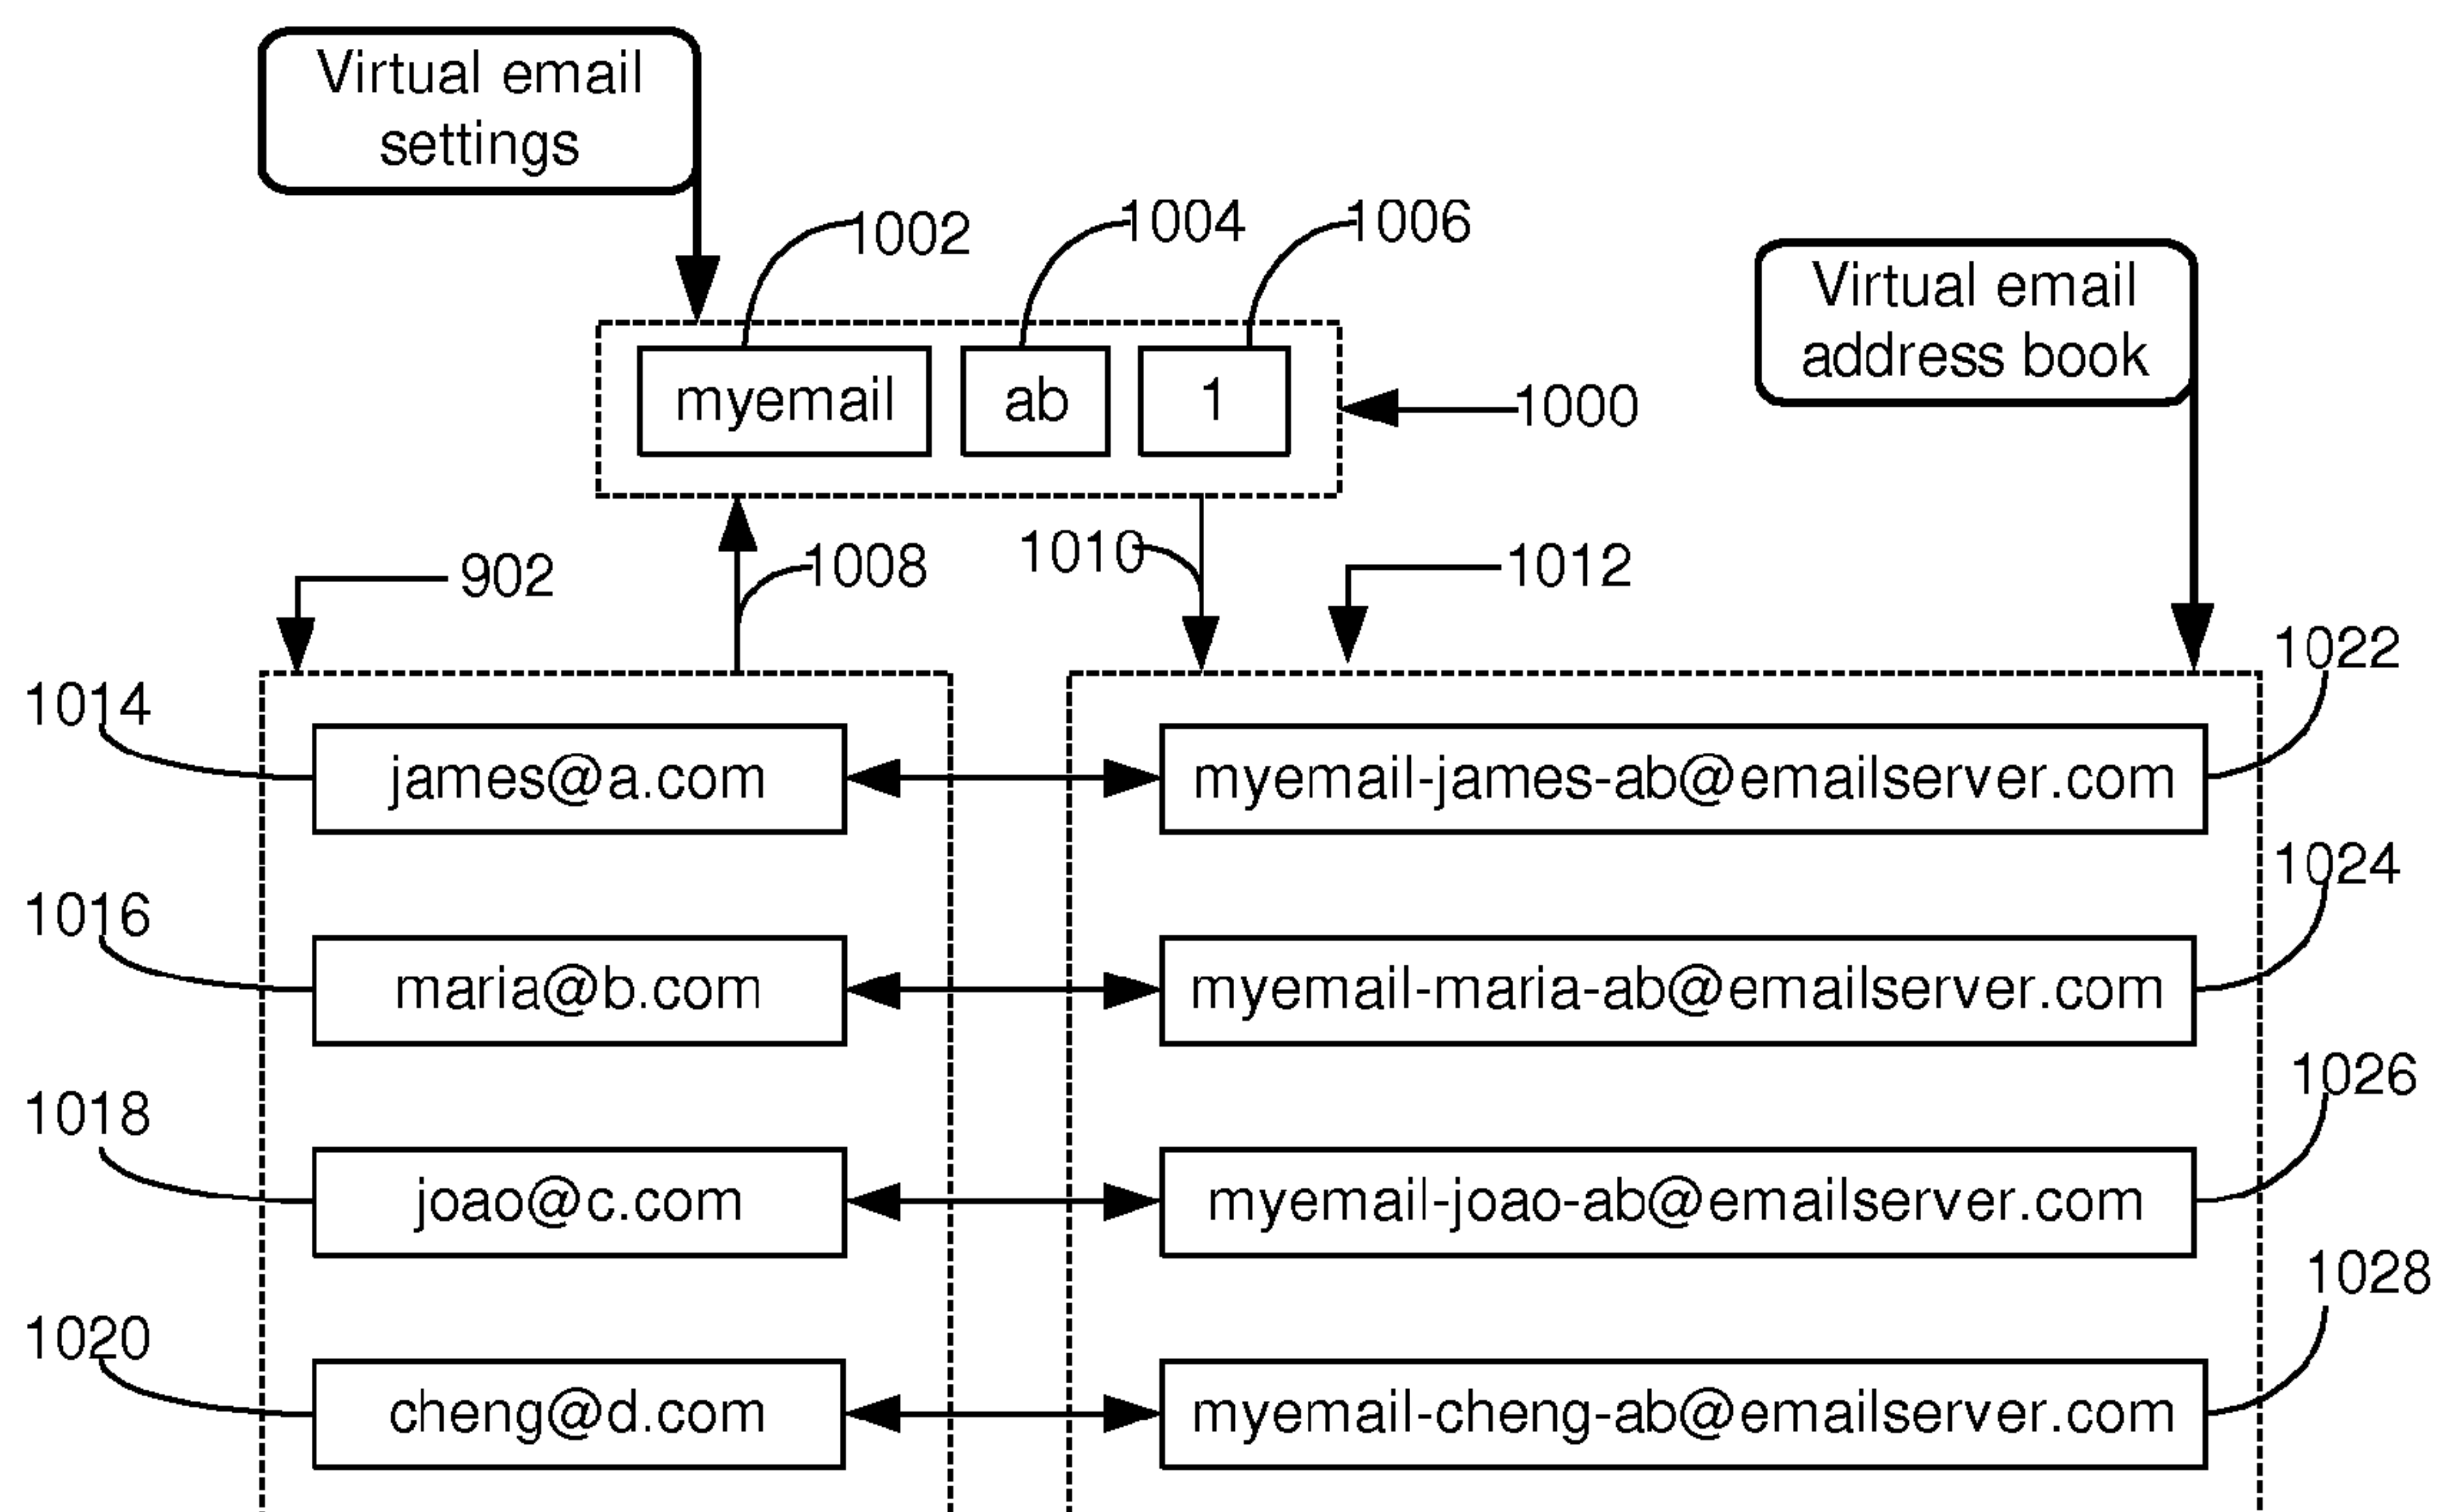 Virtual email
settings
1002
1004
1006
Virtual email
address book
myemail
ab
1
1000
902
1008
1010
1012
1014
james@a.com
myemail-james-ab@emailserver.com
1022
1016
maria@b.com
myemail-maria-ab@emailserver.com
1024
1018
joao@c.com
myemail-joao-ab@emailserver.com
1026
1020
cheng@d.com
myemail-cheng-ab@emailserver.com
1028